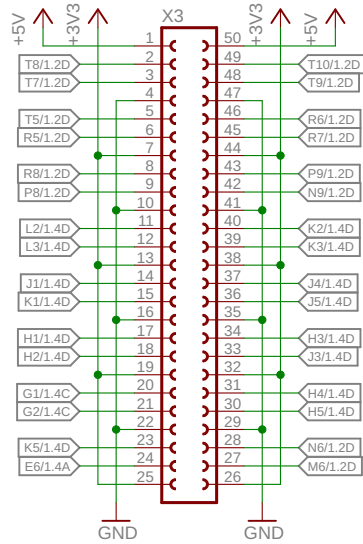 +5V +3V3 X3 +3V3 +5V
1 50
T8/1.2D 2 49 T10/1.2D
T7/1.2D 3 48 T9/1.2D
4 47
T5/1.2D 5 46 R6/1.2D
R5/1.2D 6 45 R7/1.2D
7 44
R8/1.2D 8 43 P9/1.2D
P8/1.2D 9 42 N9/1.2D
10 41
L2/1.4D 11 40 K2/1.4D
L3/1.4D 12 39 K3/1.4D
13 38
J1/1.4D 14 37 J4/1.4D
K1/1.4D 15 36 J5/1.4D
16 35
H1/1.4D 17 34 H3/1.4D
H2/1.4D 18 33 J3/1.4D
19 32
G1/1.4C 20 31 H4/1.4D
G2/1.4C 21 30 H5/1.4D
22 29
K5/1.4D 23 28 N6/1.2D
E6/1.4A 24 27 M6/1.2D
25 26
GND GND